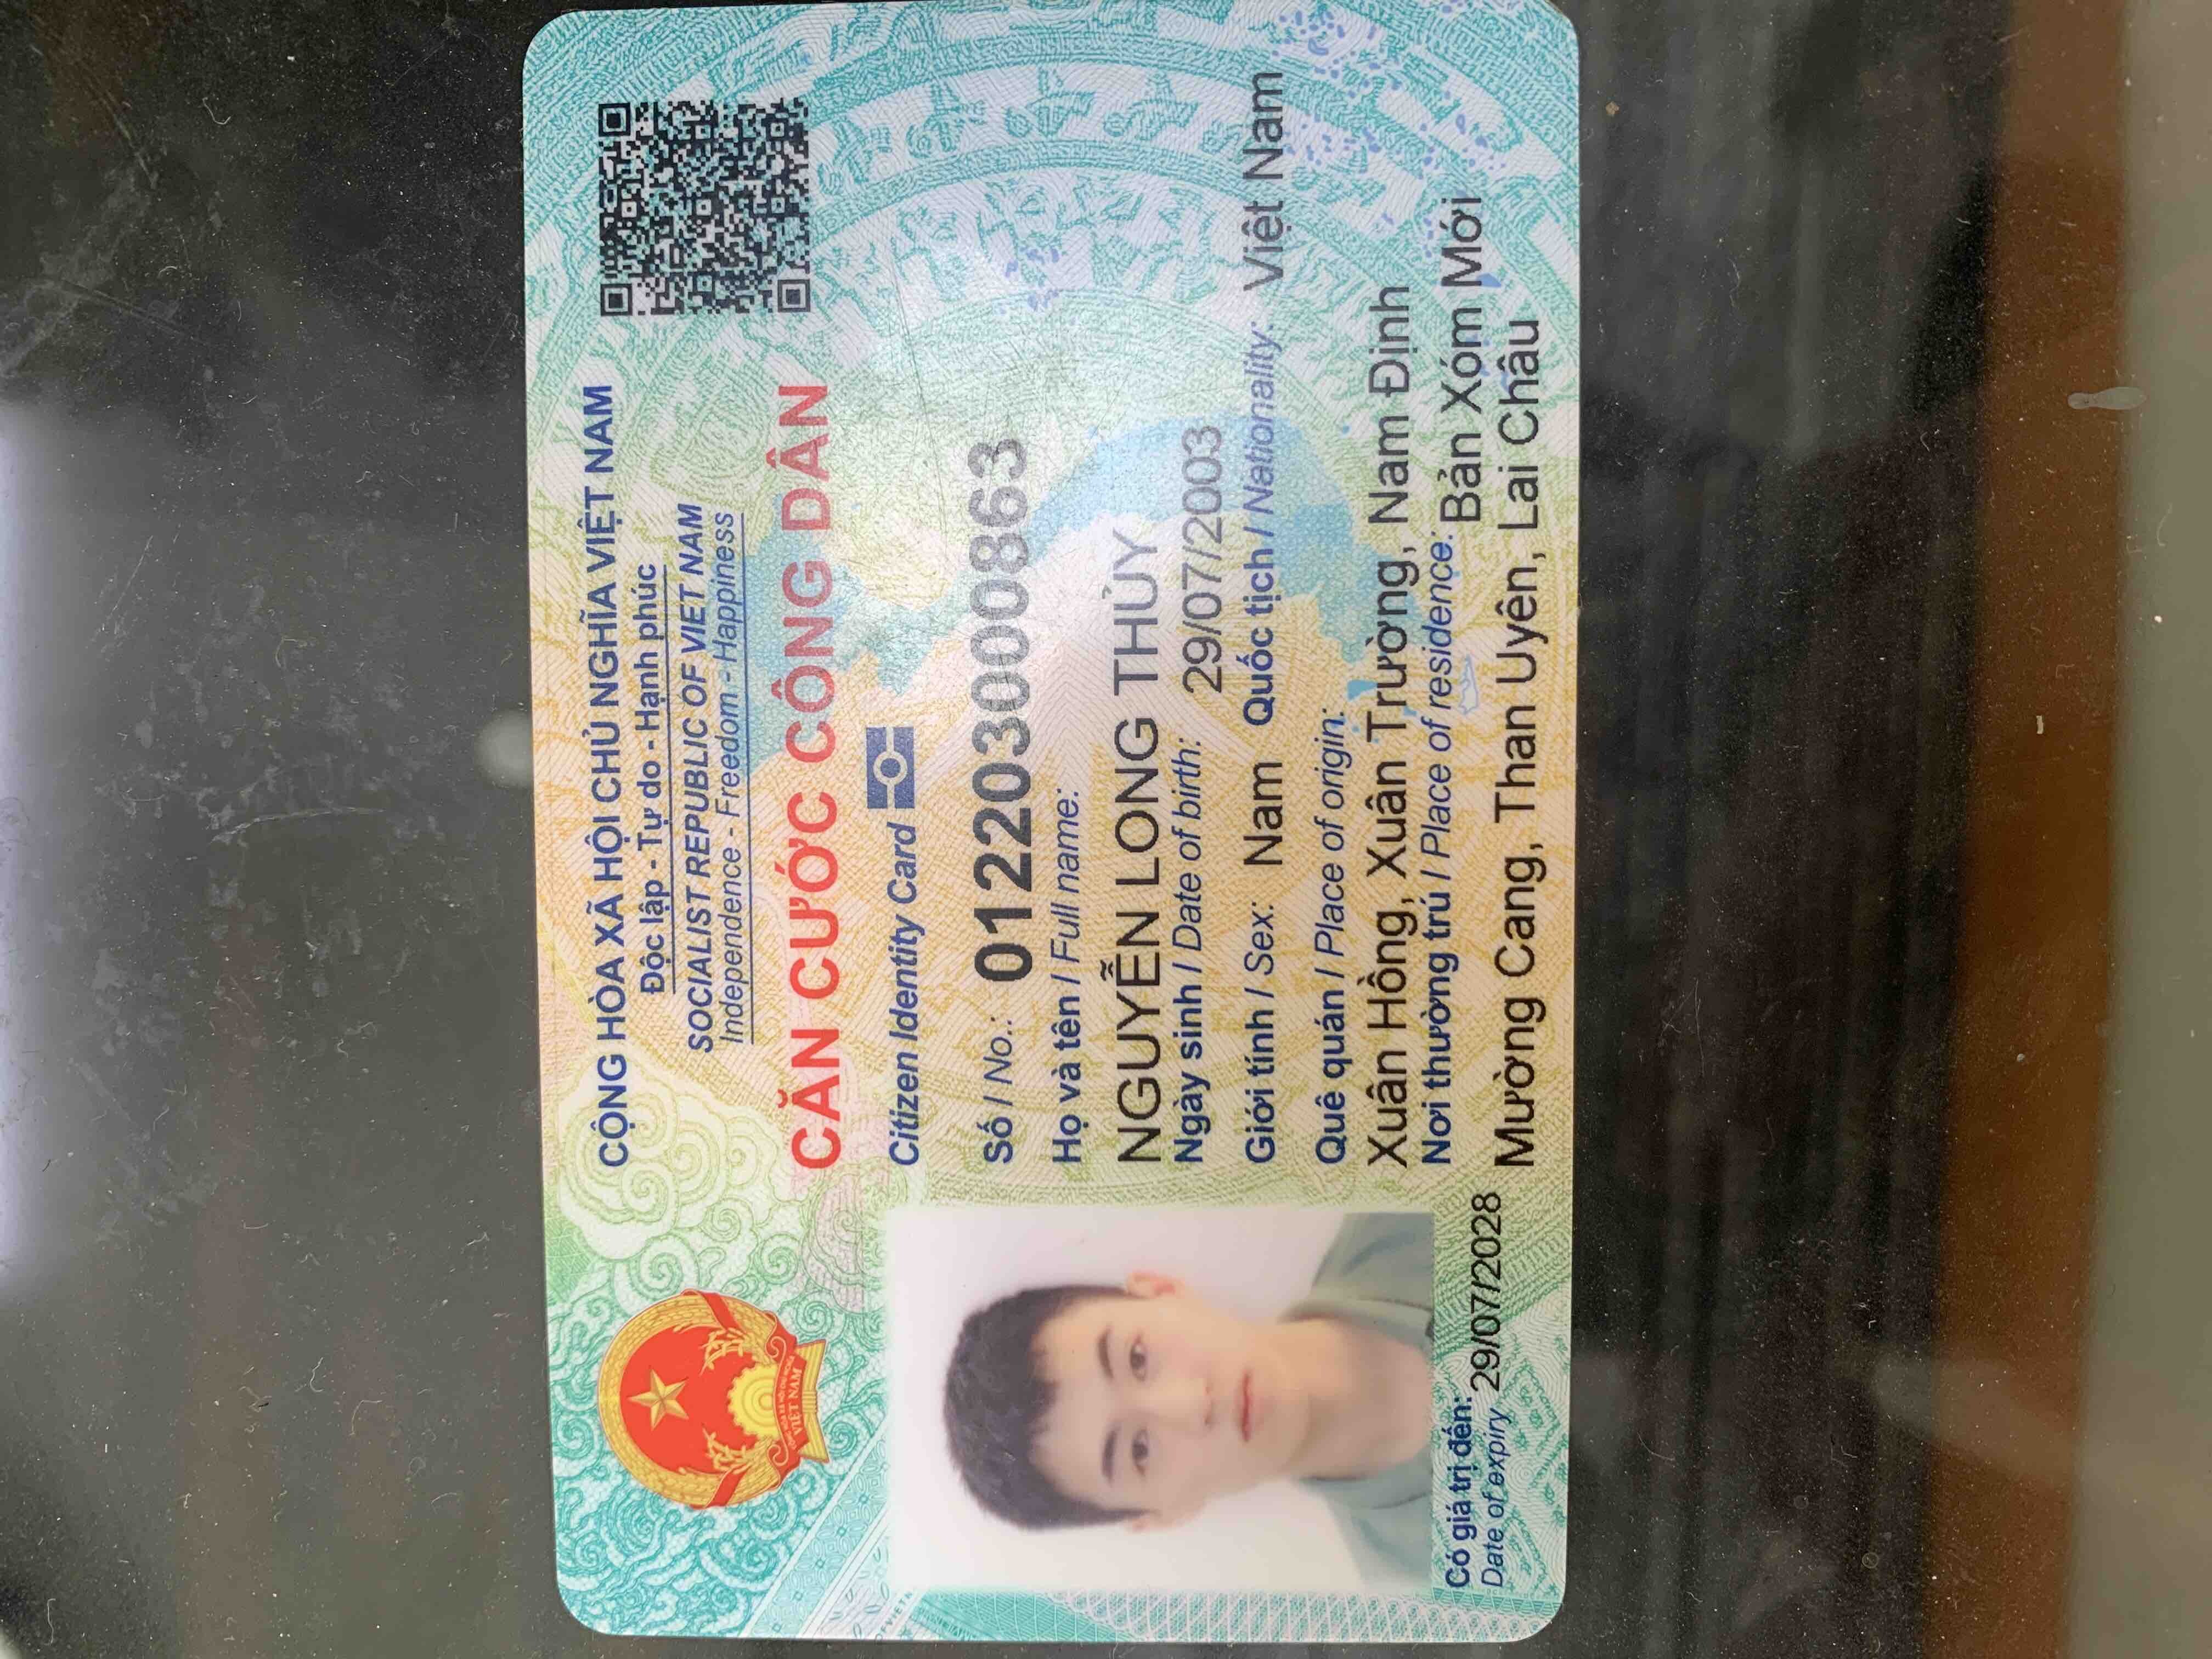 CỘNG HÒA XÃ HỘI CHỦ NGHĨA VIỆT NAM
Độc lập - Tự do - Hạnh phúc
SOCIALIST REPUBLIC OF VIET NAM
Independence - Freedom - Happiness
CĂN CƯỚC CÔNG DÂN
Citizen Identity Card
Số / No.: 012203000863
Họ và tên / Full name:
NGUYỄN LONG THỦY
Ngày sinh / Date of birth: 29/07/2003
Giới tính / Sex: Nam Quốc tịch / Nationality: Việt Nam
Quê quán / Place of origin:
Xuân Hồng, Xuân Trường, Nam Định
Nơi thường trú / Place of residence: Bản Xóm Mới
Mường Cang, Than Uyên, Lai Châu
Có giá trị đến: 29/07/2028
Date of expiry
VIỆT NAM